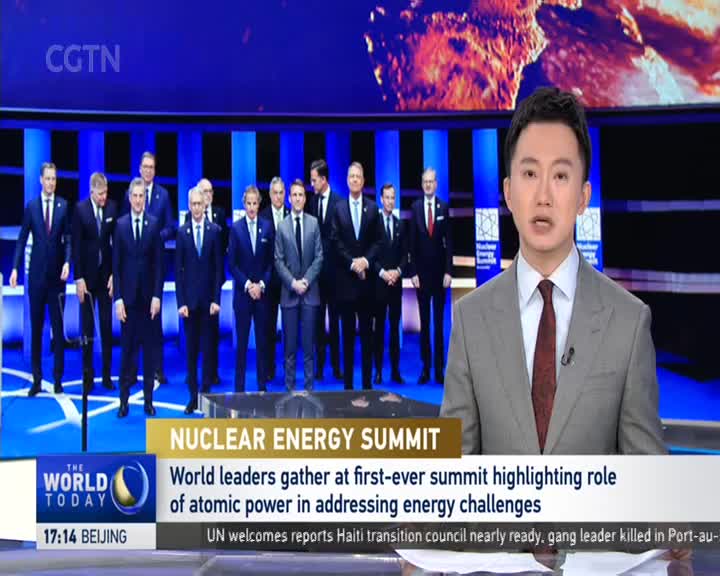 CGTN
Nuclear
Energy
Summit
NUCLEAR ENERGY SUMMIT
World leaders gather at first-ever summit highlighting role
of atomic power in addressing energy challenges
THE
WORLD
TODAY
17:14 BEIJING
UN welcomes reports Haiti transition council nearly ready, gang leader killed in Port-au-